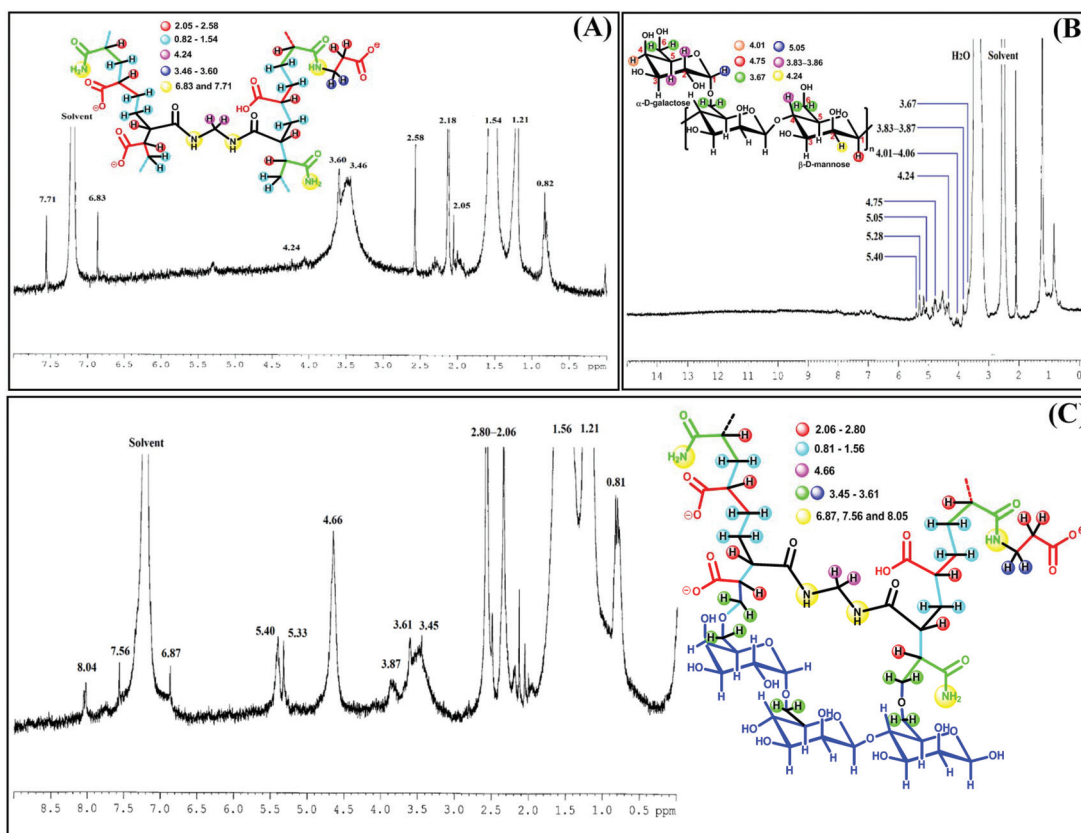 (A)
2.05 - 2.58
0.82 - 1.54
4.24
3.46 - 3.60
6.83 and 7.71
Solvent
7.71
6.83
4.24
3.60
3.46
2.58
2.18
2.05
1.54
1.21
0.82
7.5 7.0 6.5 6.0 5.5 5.0 4.5 4.0 3.5 3.0 2.5 2.0 1.5 1.0 0.5 ppm
(B)
4.01
4.75
3.67
5.05
3.83–3.86
4.24
α-D-galactose
β-D-mannose
H2O
Solvent
3.67
3.83–3.87
4.01–4.06
4.24
4.75
5.05
5.28
5.40
15 14 13 12 11 10 9 8 7 6 5 4 3 2 1 0
(C)
2.06 - 2.80
0.81 - 1.56
4.66
3.45 - 3.61
6.87, 7.56 and 8.05
Solvent
8.04
7.56
6.87
5.40
5.33
4.66
3.87
3.61
3.45
2.80–2.06
1.56
1.21
0.81
8.0 7.5 7.0 6.5 6.0 5.5 5.0 4.5 4.0 3.5 3.0 2.5 2.0 1.5 1.0 0.5 ppm